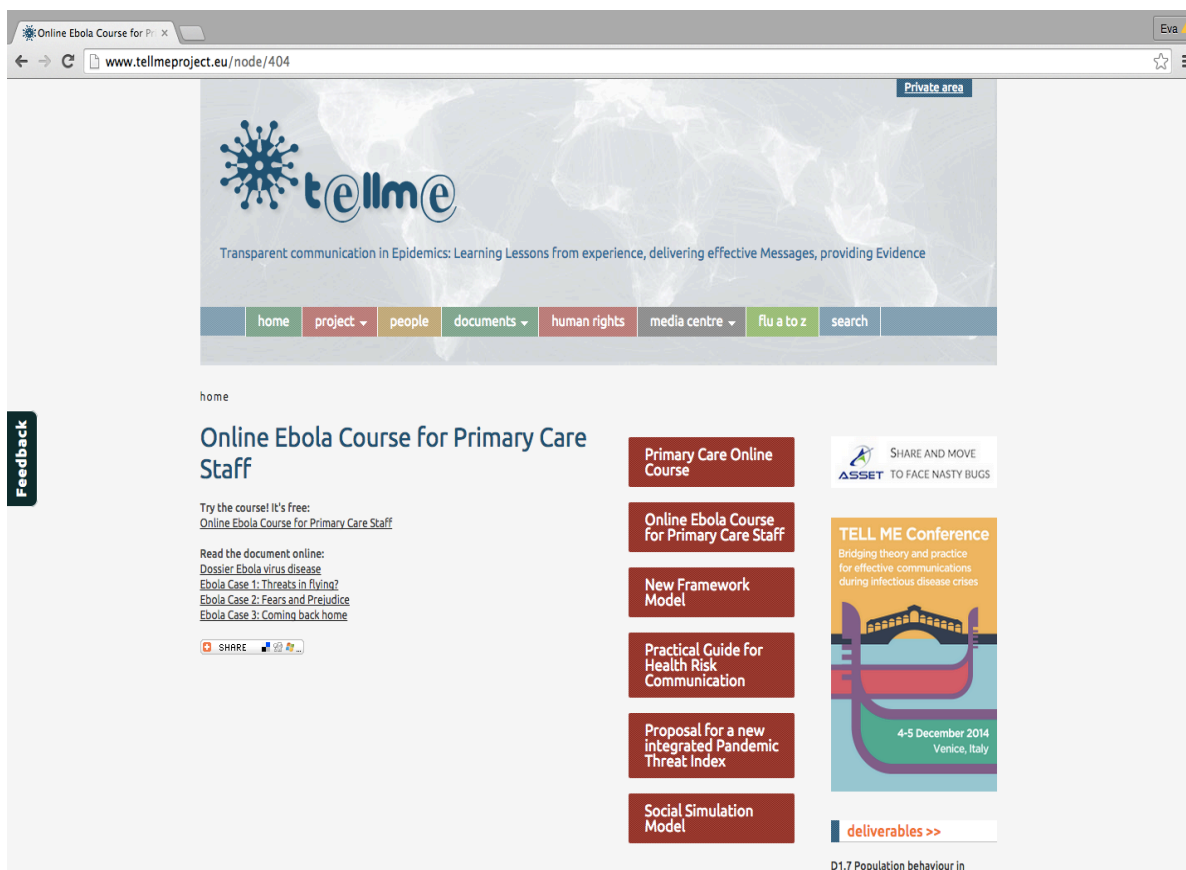 Online Ebola Course for Pr
Eva
www.tellmeproject.eu/node/404
Private area
tellme
Transparent communication in Epidemics: Learning Lessons from experience, delivering effective Messages, providing Evidence
home project people documents human rights media centre flu a to z search
home
Feedback
Online Ebola Course for Primary Care
Staff
Try the course! It's free:
Online Ebola Course for Primary Care Staff
Read the document online:
Dossier Ebola virus disease
Ebola Case 1: Threats in flying?
Ebola Case 2: Fears and Prejudice
Ebola Case 3: Coming back home
SHARE
Primary Care Online
Course
Online Ebola Course
for Primary Care Staff
New Framework
Model
Practical Guide for
Health Risk
Communication
Proposal for a new
integrated Pandemic
Threat Index
Social Simulation
Model
ASSET
SHARE AND MOVE
TO FACE NASTY BUGS
TELL ME Conference
Bridging theory and practice
for effective communications
during infectious disease crises
4-5 December 2014
Venice, Italy
deliverables >>
D1.7 Population behaviour in